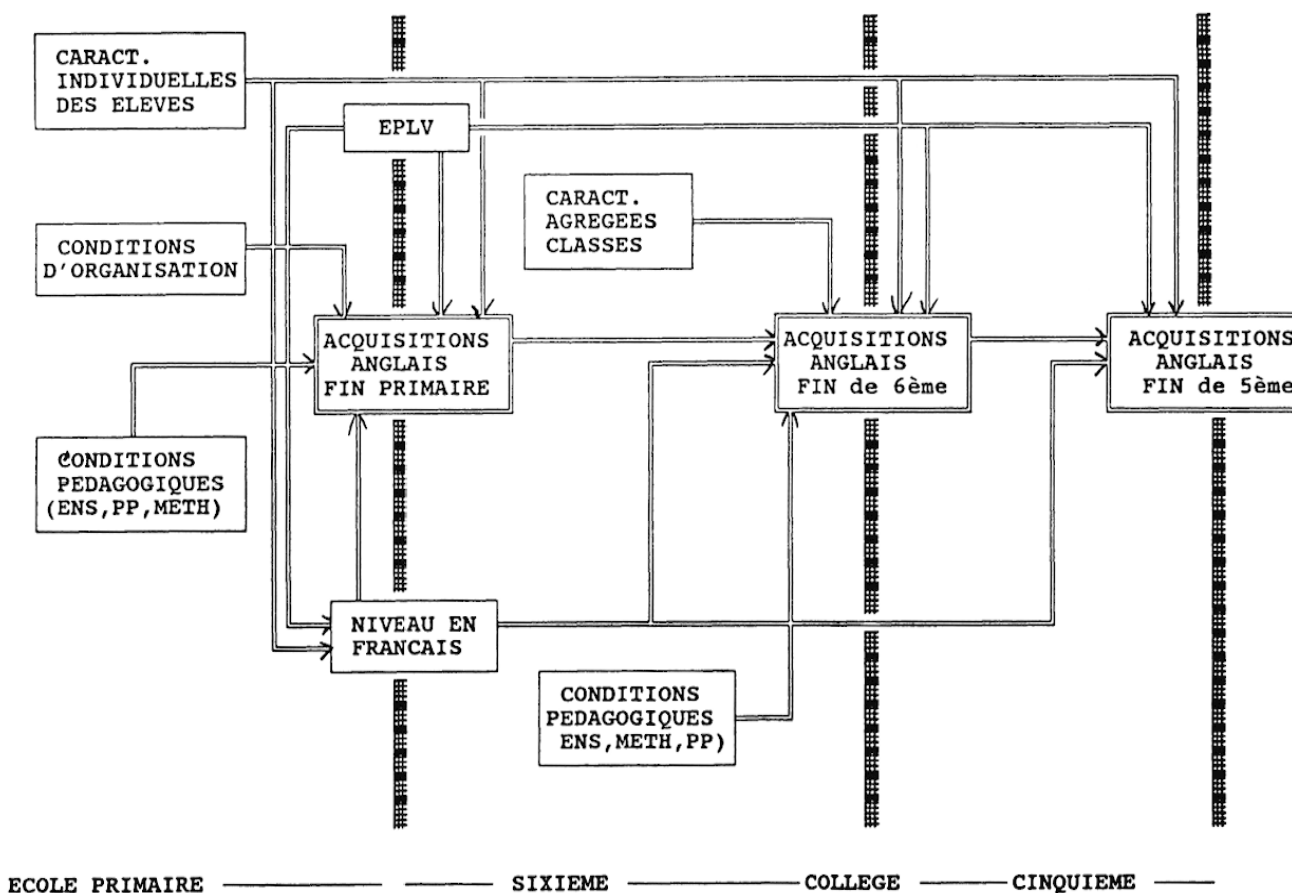 CARACT.
INDIVIDUELLES
DES ELEVES
EPLV
CARACT.
AGREGEES
CLASSES
CONDITIONS
D'ORGANISATION
ACQUISITIONS
ANGLAIS
FIN PRIMAIRE
ACQUISITIONS
ANGLAIS
FIN de 6ème
ACQUISITIONS
ANGLAIS
FIN de 5ème
CONDITIONS
PEDAGOGIQUES
(ENS,PP,METH)
NIVEAU EN
FRANCAIS
CONDITIONS
PEDAGOGIQUES
ENS,METH,PP)
ECOLE PRIMAIRE SIXIEME COLLEGE CINQUIEME